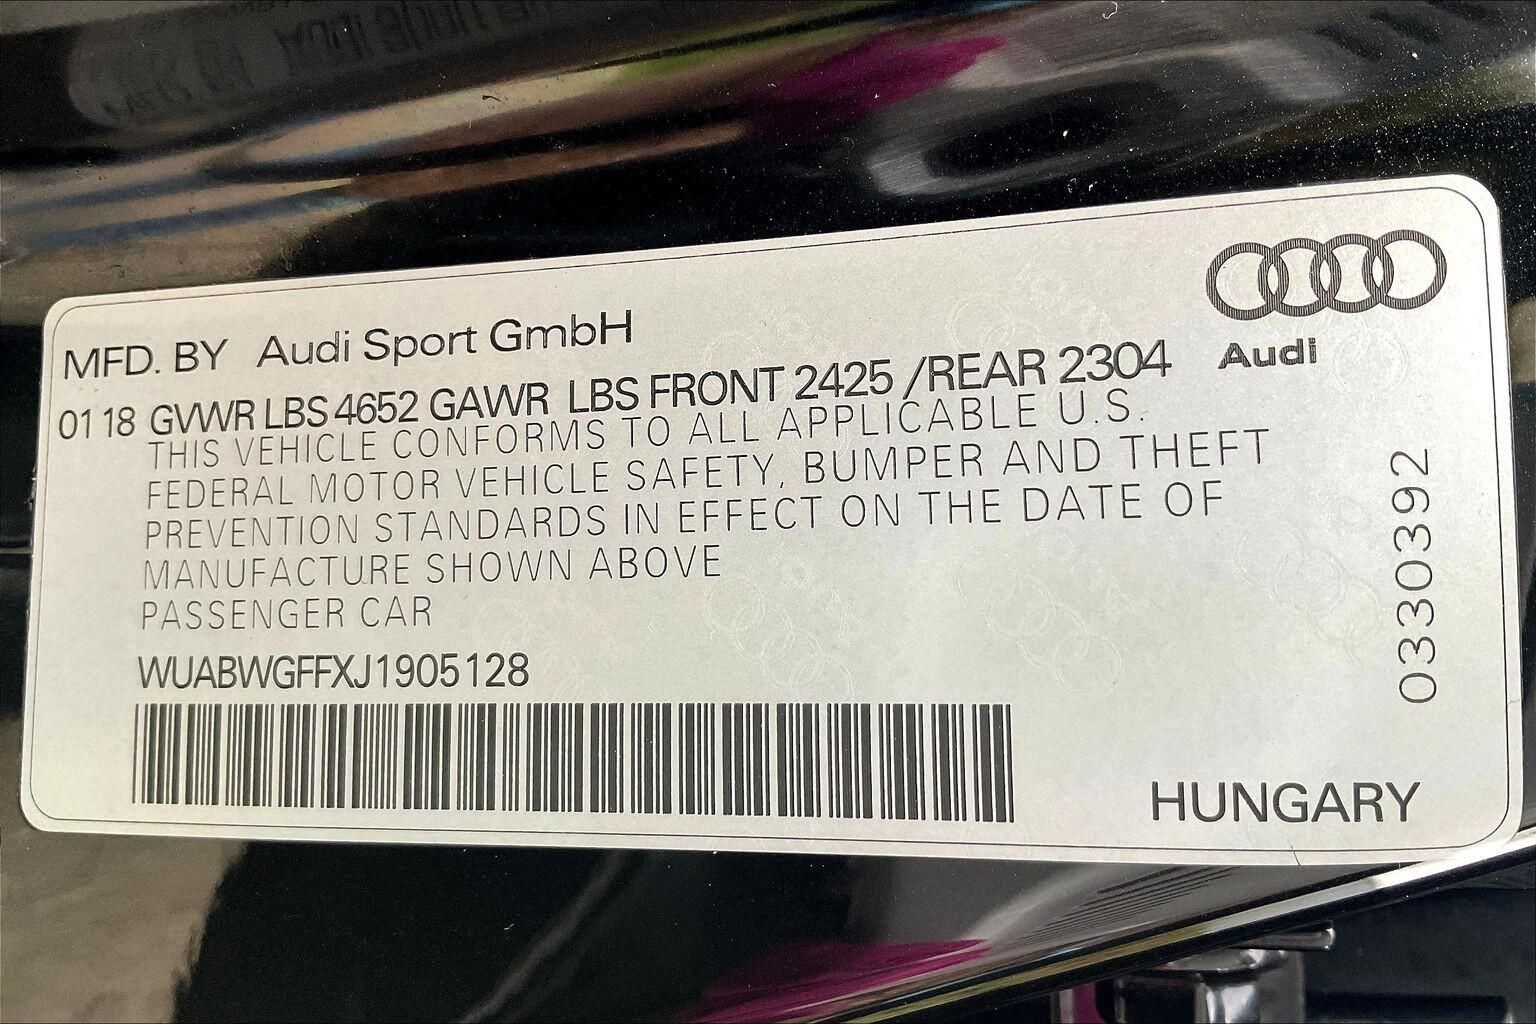 MFD. BY Audi Sport GmbH
Audi
01 18 GVWR LBS 4652 GAWR LBS FRONT 2425 /REAR 2304
THIS VEHICLE CONFORMS TO ALL APPLICABLE U.S.
FEDERAL MOTOR VEHICLE SAFETY, BUMPER AND THEFT
PREVENTION STANDARDS IN EFFECT ON THE DATE OF
MANUFACTURE SHOWN ABOVE
PASSENGER CAR
WUABWGFFXJ1905128
0330392
HUNGARY